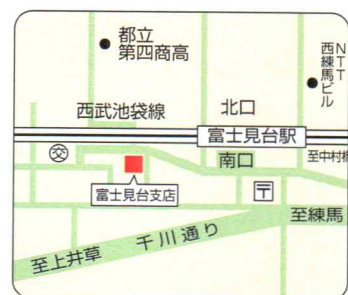 都立
第四商高
NTT
西練馬ビル
西武池袋線
北口
富士見台駅
交
南口
至中村橋
富士見台支店
〒
至練馬
至上井草
千川通り